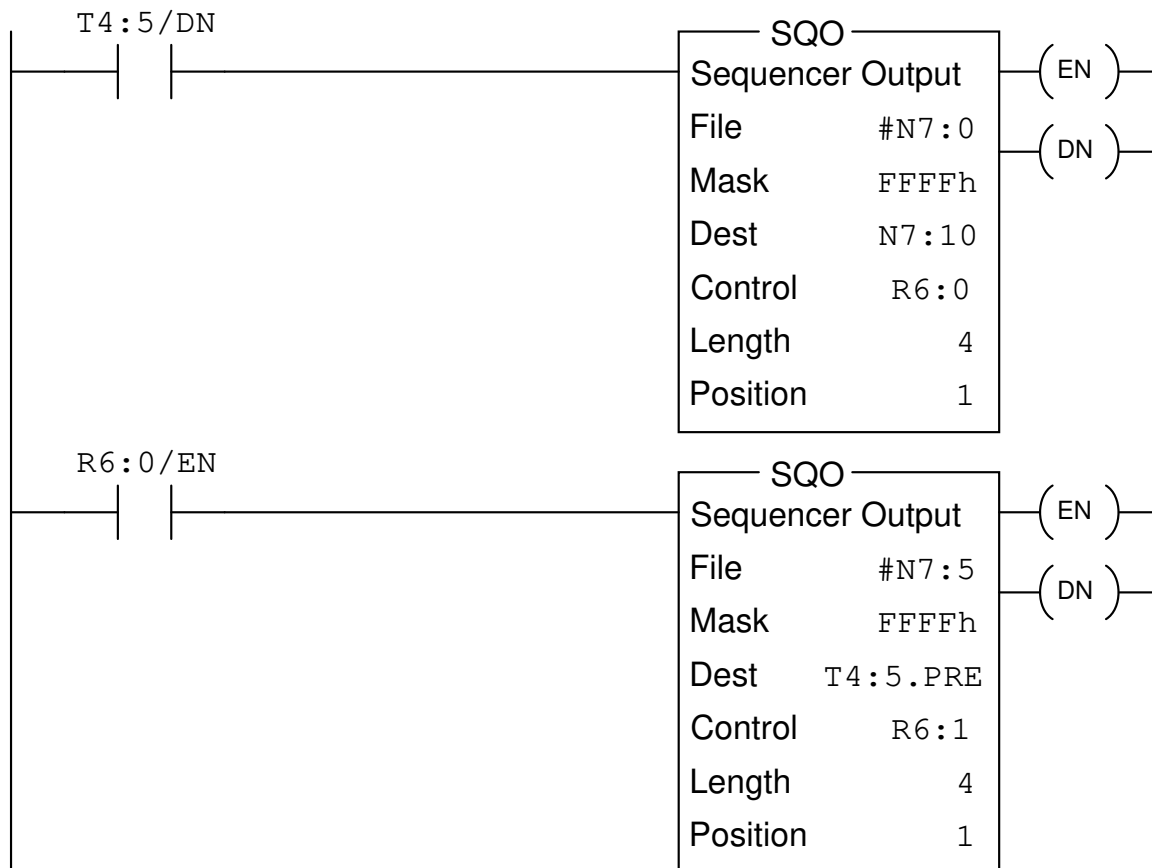 T4:5/DN
SQO
Sequencer Output
EN
File #N7:0
DN
Mask FFFFh
Dest N7:10
Control R6:0
Length 4
Position 1
R6:0/EN
SQO
Sequencer Output
EN
File #N7:5
DN
Mask FFFFh
Dest T4:5.PRE
Control R6:1
Length 4
Position 1